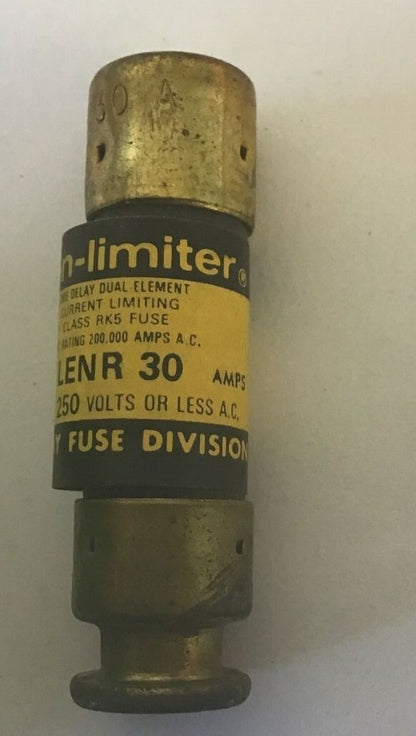 30 A
n-limiter®
ME DELAY DUAL ELEMENT
CURRENT LIMITING
CLASS RK5 FUSE
RATING 200,000 AMPS A.C.
LENR 30 AMPS
250 VOLTS OR LESS A.C.
Y FUSE DIVISION